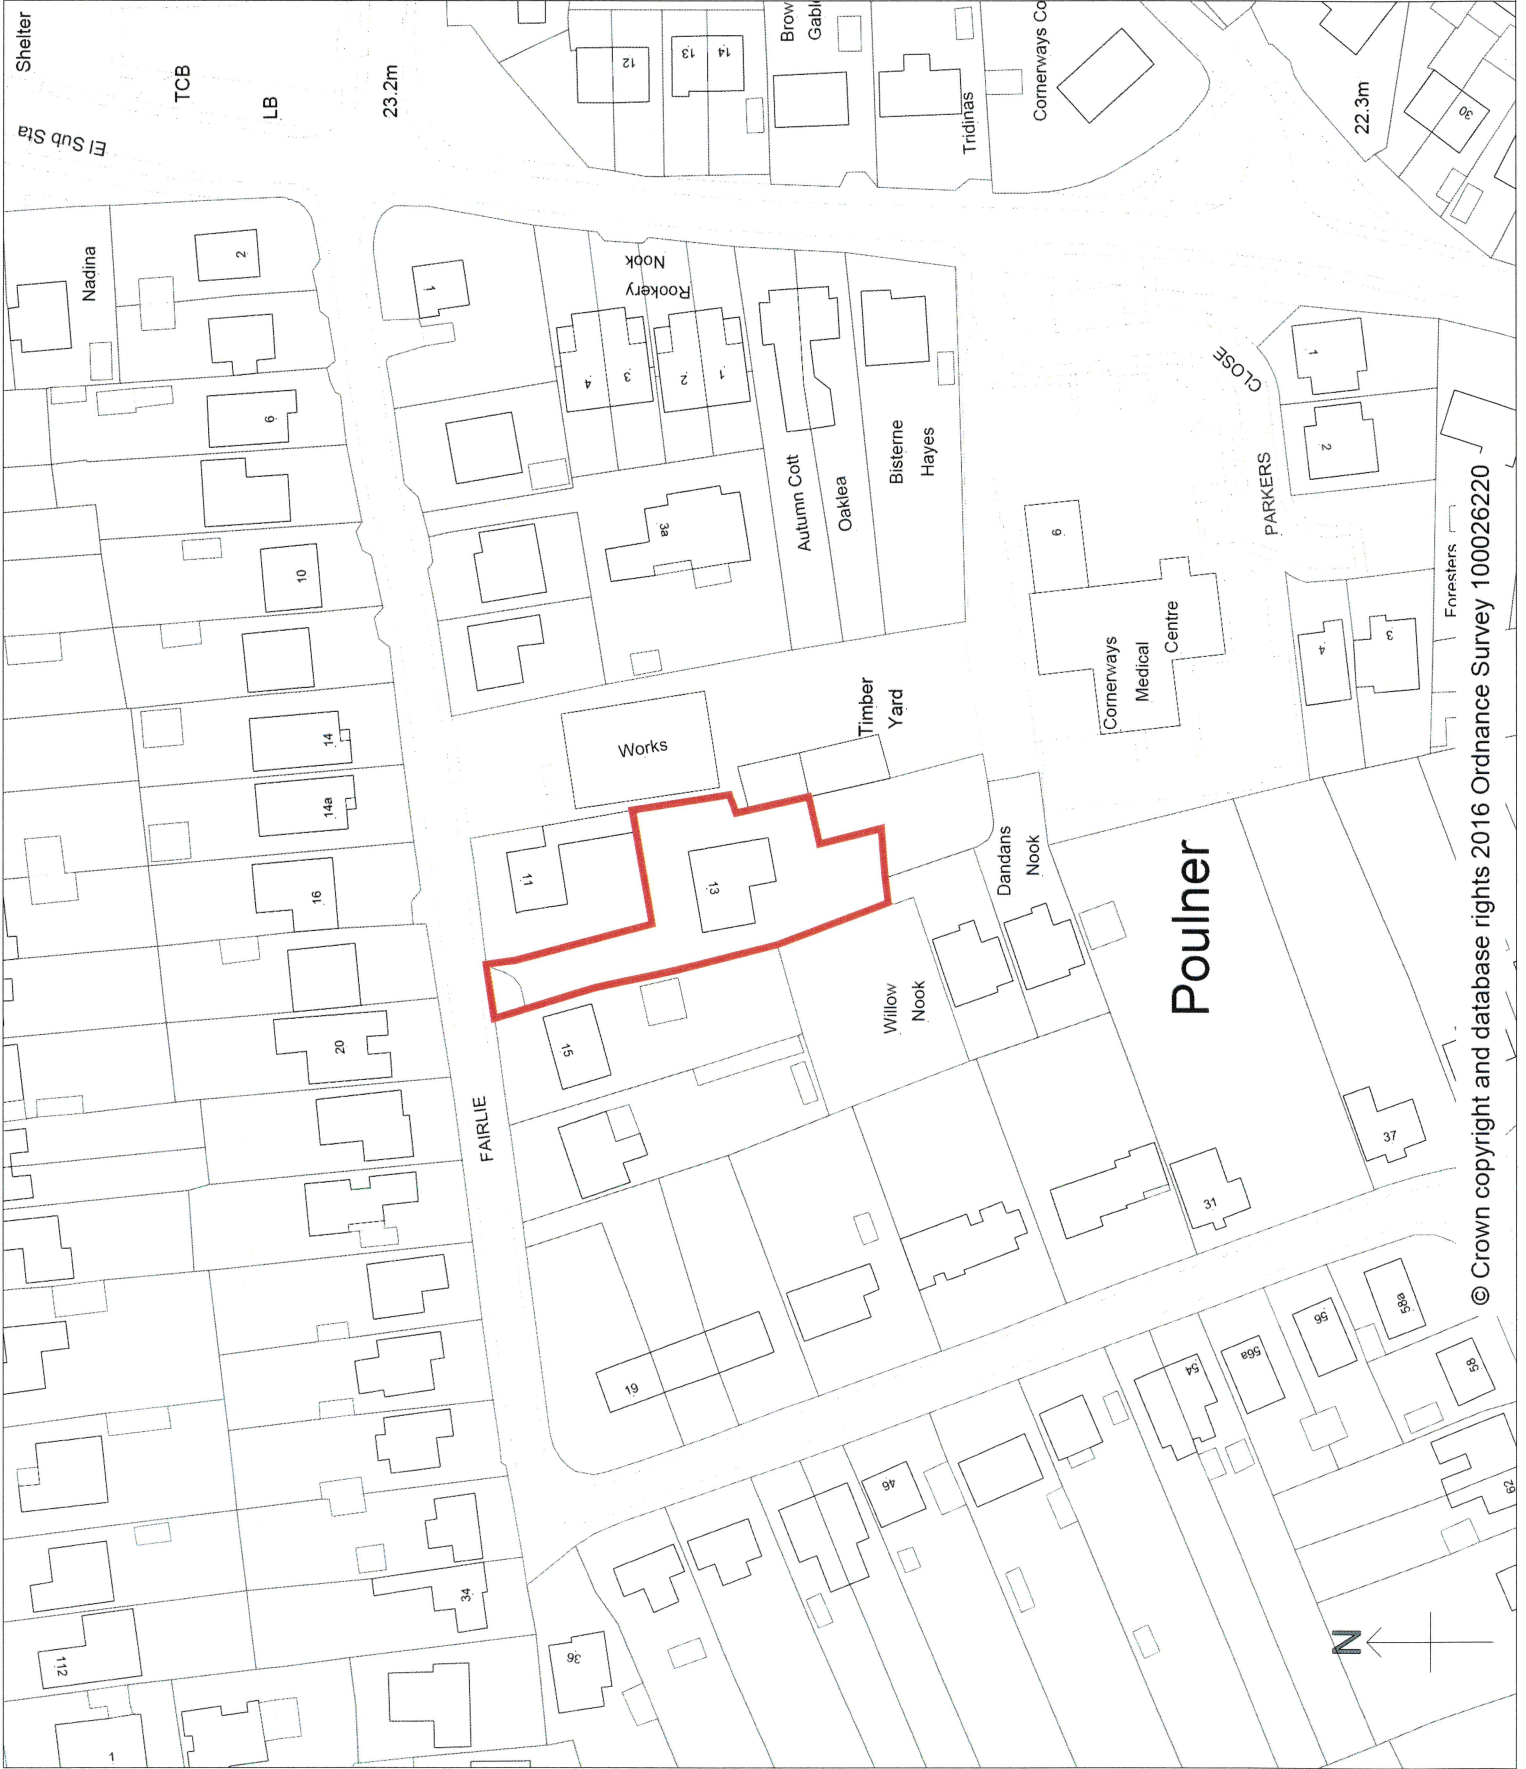 Shelter
TCB
LB
23.2m
El Sub Sta
12
13
14
Brow
Gabl
Tridinas
Cornerways Co
22.3m
30
Nadina
2
1
Rookery
Nook
4
3
2
1
Autumn Cott
Oaklea
Bisterne
Hayes
CLOSE
PARKERS
1
2
3
4
6
10
14
14a
16
20
3a
9
Works
Timber
Yard
Cornerways
Medical
Centre
Foresters
11
13
15
FAIRLIE
Dandans
Nook
Willow
Nook
Poulner
19
31
37
34
36
112
1
46
54
56a
56
58a
58
62
N
© Crown copyright and database rights 2016 Ordnance Survey 100026220